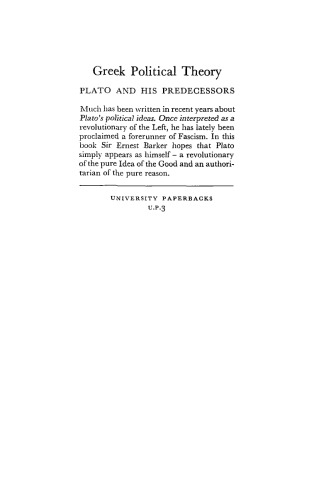 Greek Political Theory
PLATO AND HIS PREDECESSORS
Much has been written in recent years about
Plato's political ideas. Once interpreted as a
revolutionary of the Left, he has lately been
proclaimed a forerunner of Fascism. In this
book Sir Ernest Barker hopes that Plato
simply appears as himself – a revolutionary
of the pure Idea of the Good and an authori-
tarian of the pure reason.
UNIVERSITY PAPERBACKS
U.P.3